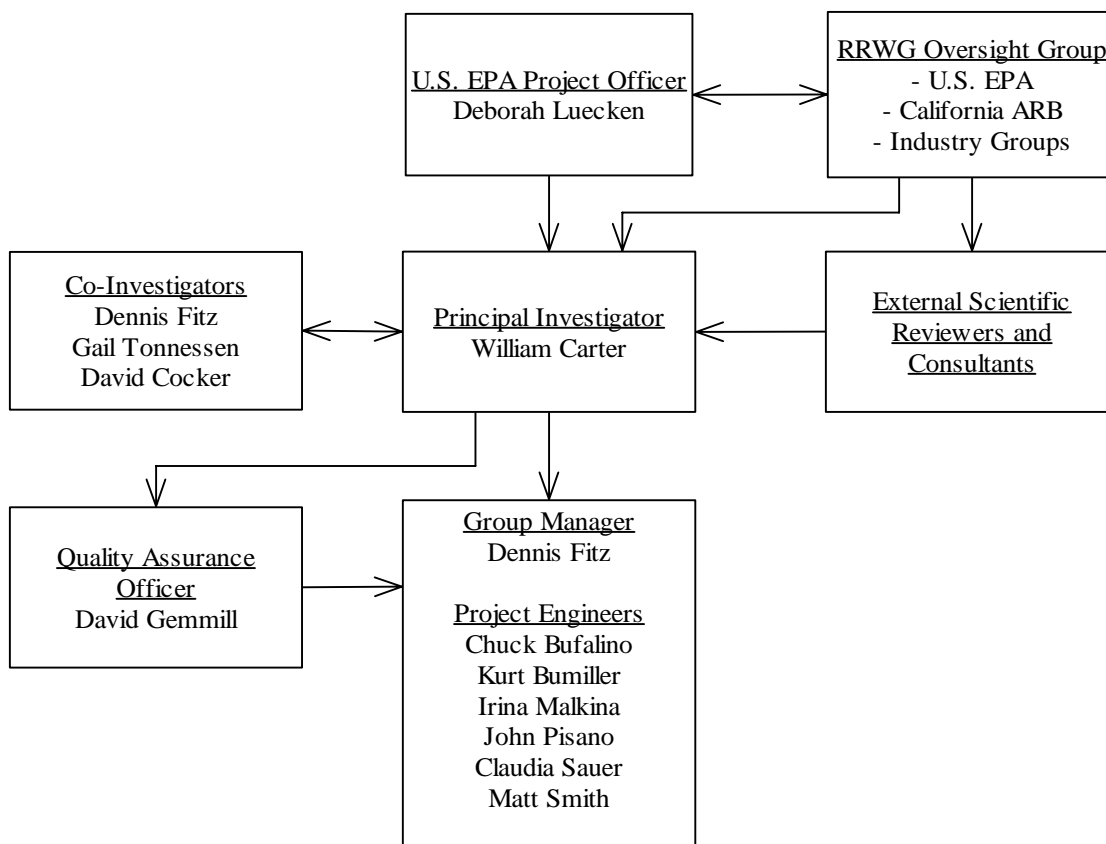 U.S. EPA Project Officer
Deborah Luecken
RRWG Oversight Group
- U.S. EPA
- California ARB
- Industry Groups
Co-Investigators
Dennis Fitz
Gail Tonnessen
David Cocker
Principal Investigator
William Carter
External Scientific
Reviewers and
Consultants
Quality Assurance
Officer
David Gemmill
Group Manager
Dennis Fitz
Project Engineers
Chuck Bufalino
Kurt Bumiller
Irina Malkina
John Pisano
Claudia Sauer
Matt Smith